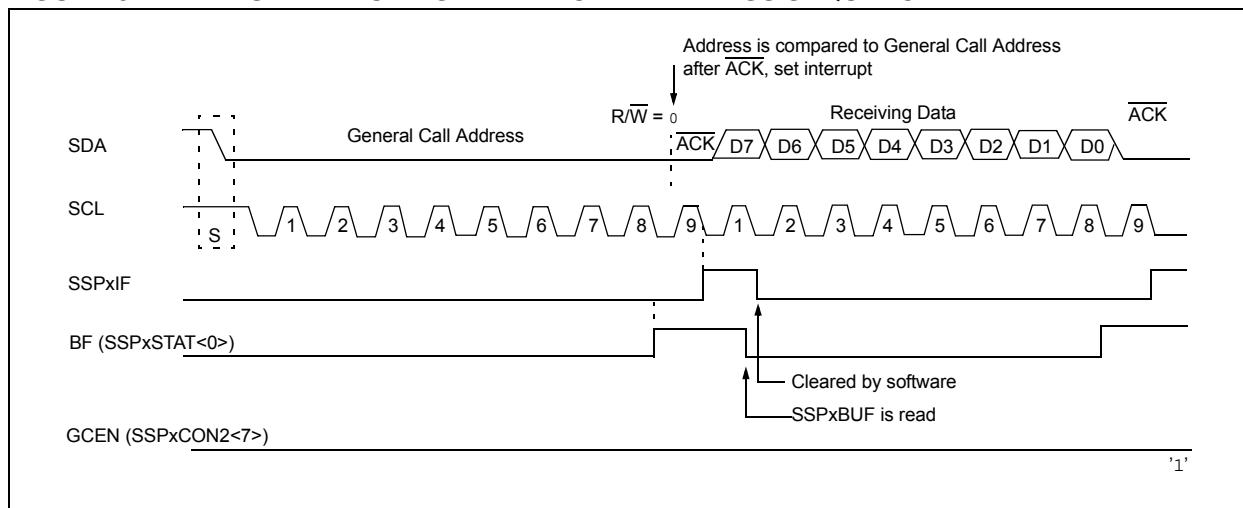 Address is compared to General Call Address
after ACK, set interrupt
R/W = 0
Receiving Data
ACK
SDA
General Call Address
ACK
D7 D6 D5 D4 D3 D2 D1 D0
SCL
S
1 2 3 4 5 6 7 8 9 1 2 3 4 5 6 7 8 9
SSPxIF
BF (SSPxSTAT<0>)
Cleared by software
SSPxBUF is read
GCEN (SSPxCON2<7>)
'1'